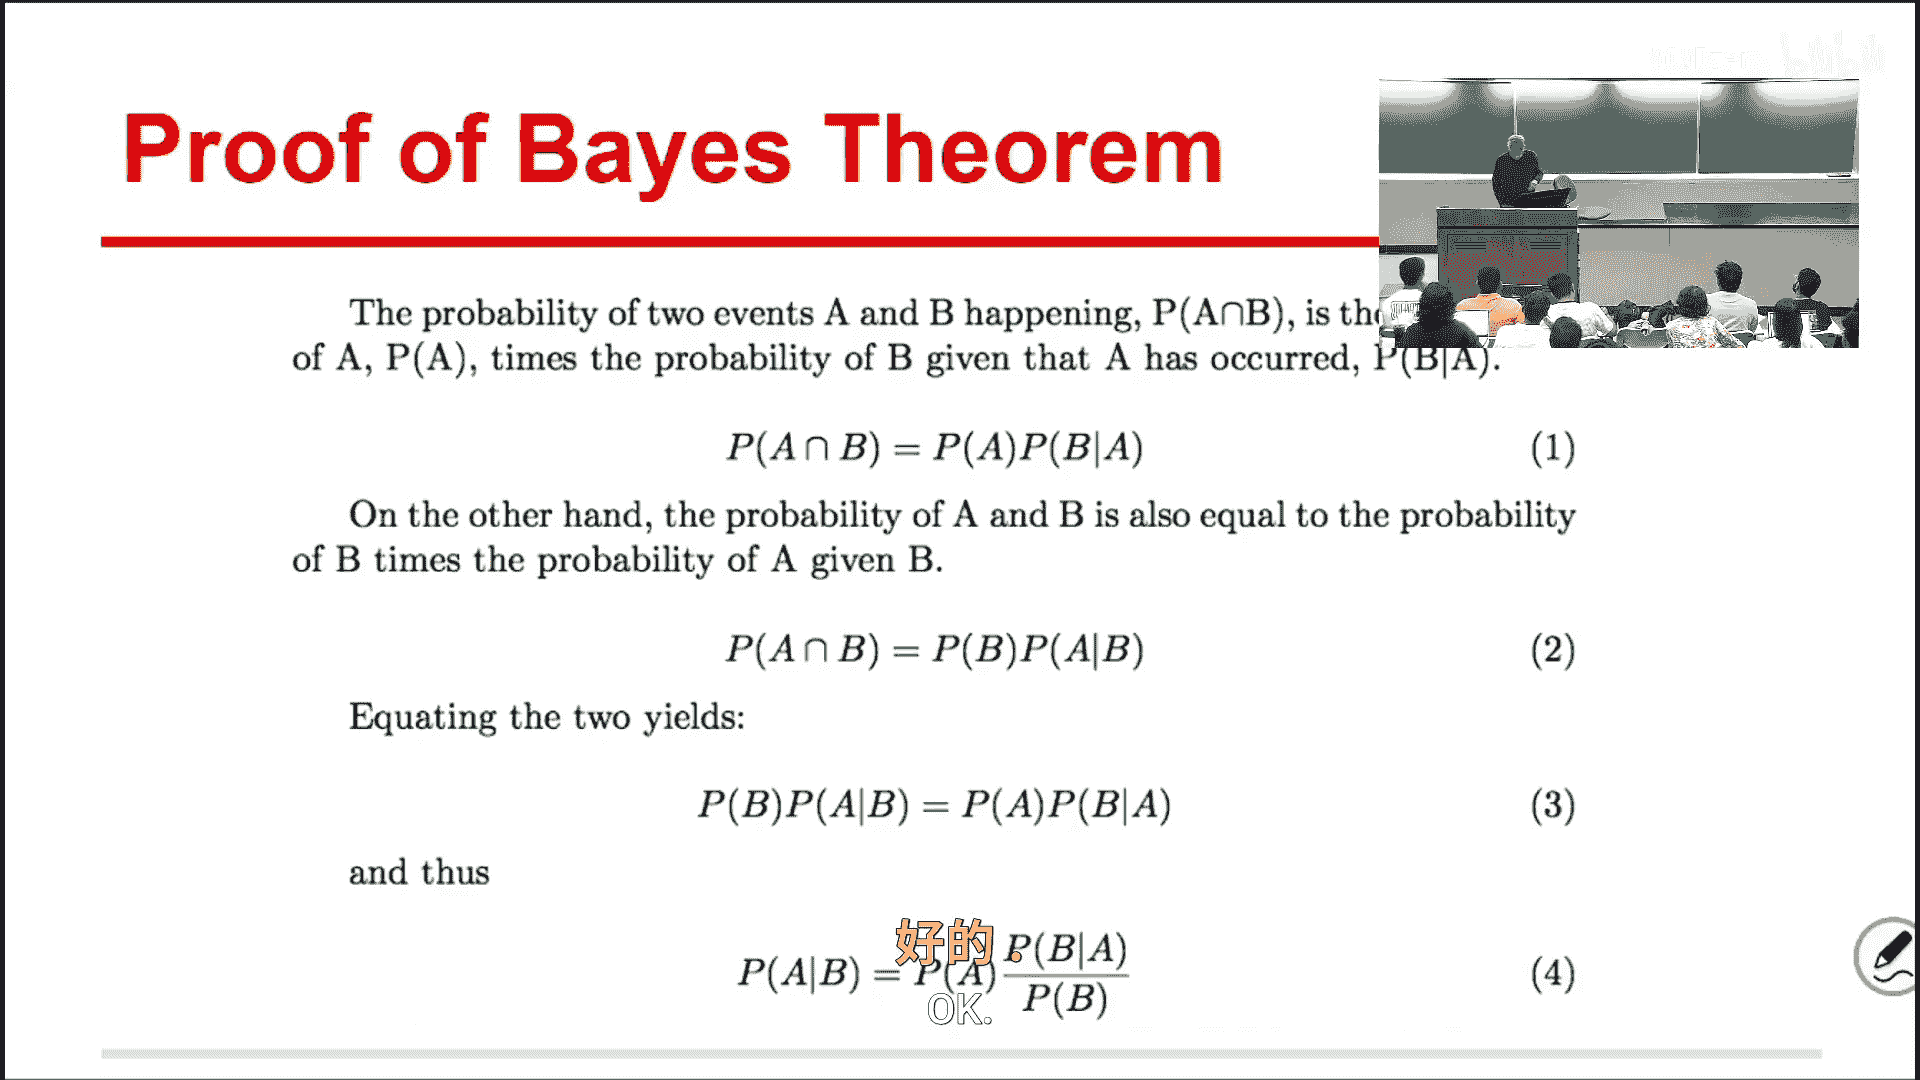 Proof of Bayes Theorem
The probability of two events A and B happening, P(A∩B), is the
of A, P(A), times the probability of B given that A has occurred, P(B|A).
P(A ∩ B) = P(A)P(B|A) (1)
On the other hand, the probability of A and B is also equal to the probability
of B times the probability of A given B.
P(A ∩ B) = P(B)P(A|B) (2)
Equating the two yields:
P(B)P(A|B) = P(A)P(B|A) (3)
and thus
P(A|B) = P(A) P(B|A) / P(B) (4)
好的。
OK.